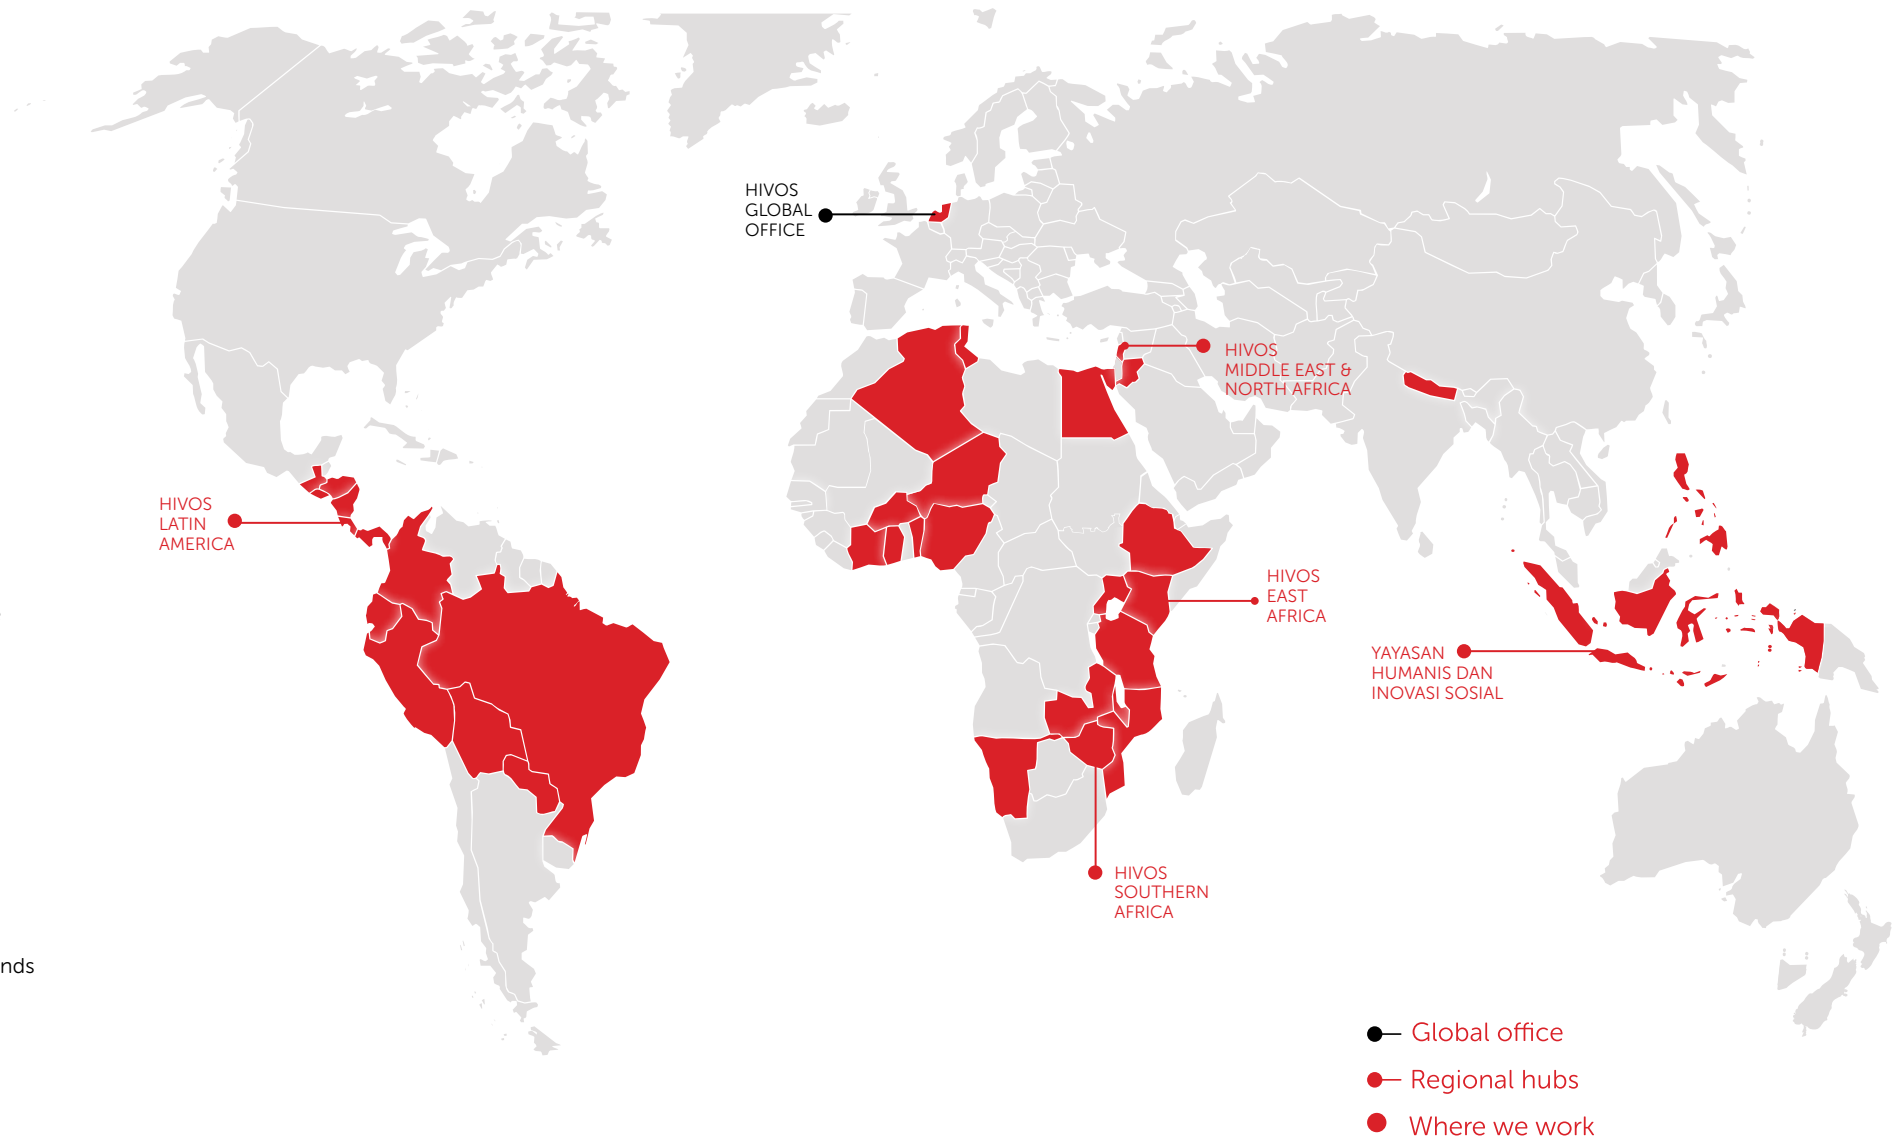 HIVOS
GLOBAL
OFFICE
HIVOS
MIDDLE EAST &
NORTH AFRICA
HIVOS
LATIN
AMERICA
HIVOS
EAST
AFRICA
YAYASAN
HUMANIS DAN
INOVASI SOSIAL
HIVOS
SOUTHERN
AFRICA
nds
Global office
Regional hubs
Where we work